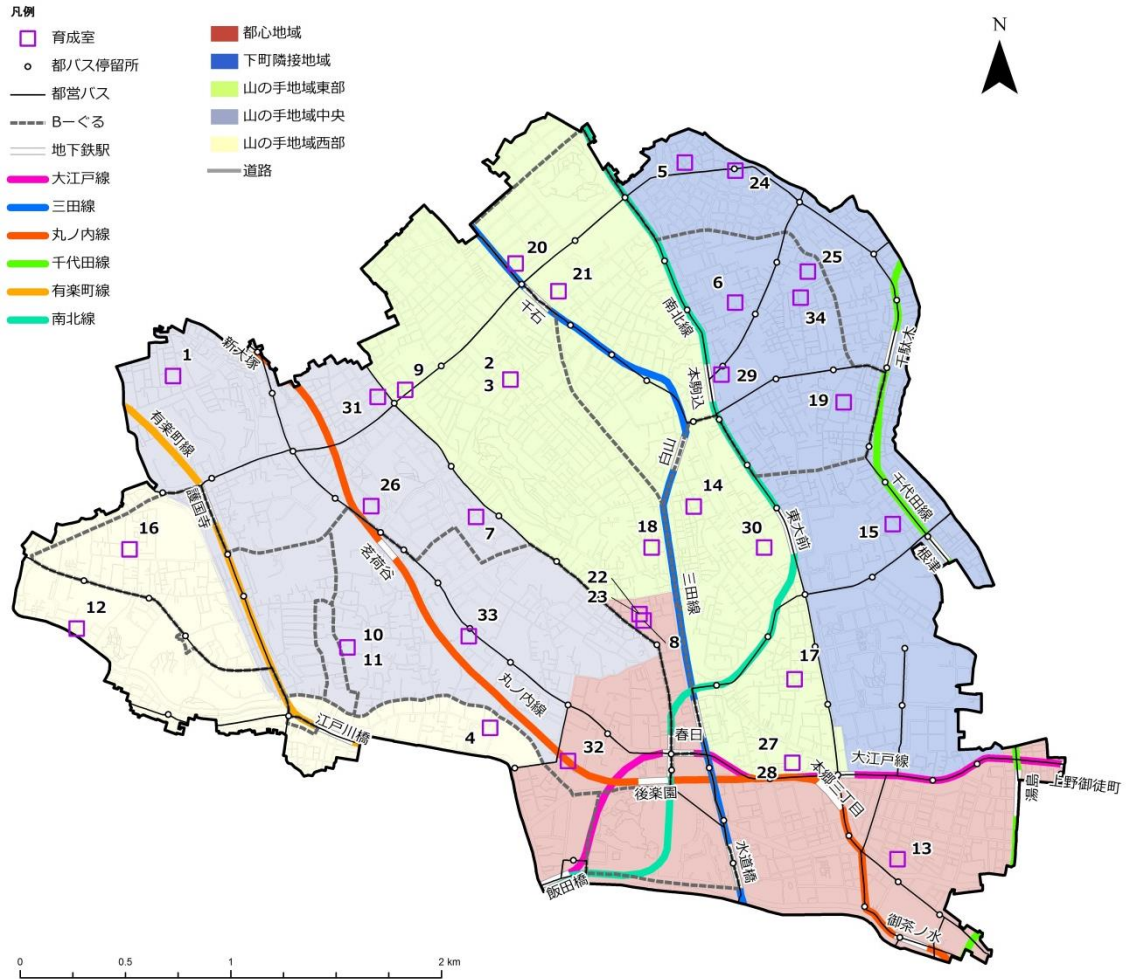 凡例
育成室
都バス停留所
都営バス
Bーぐる
地下鉄駅
大江戸線
三田線
丸ノ内線
千代田線
有楽町線
南北線
都心地域
下町隣接地域
山の手地域東部
山の手地域中央
山の手地域西部
道路
N
5
24
20
21
25
6
34
千石
南北線
千駄木
1
新大塚
9
2
3
29
31
本駒込
19
有楽町線
白山
護国寺
26
14
7
千代田線
16
18
30
東大前
15
根津
茗荷谷
22
23
三田線
12
33
8
10
11
17
丸ノ内線
4
江戸川橋
32
春日
27
28
大江戸線
本郷三丁目
湯島
上野御徒町
後楽園
水道橋
13
飯田橋
御茶ノ水
0
0.5
1
2 km